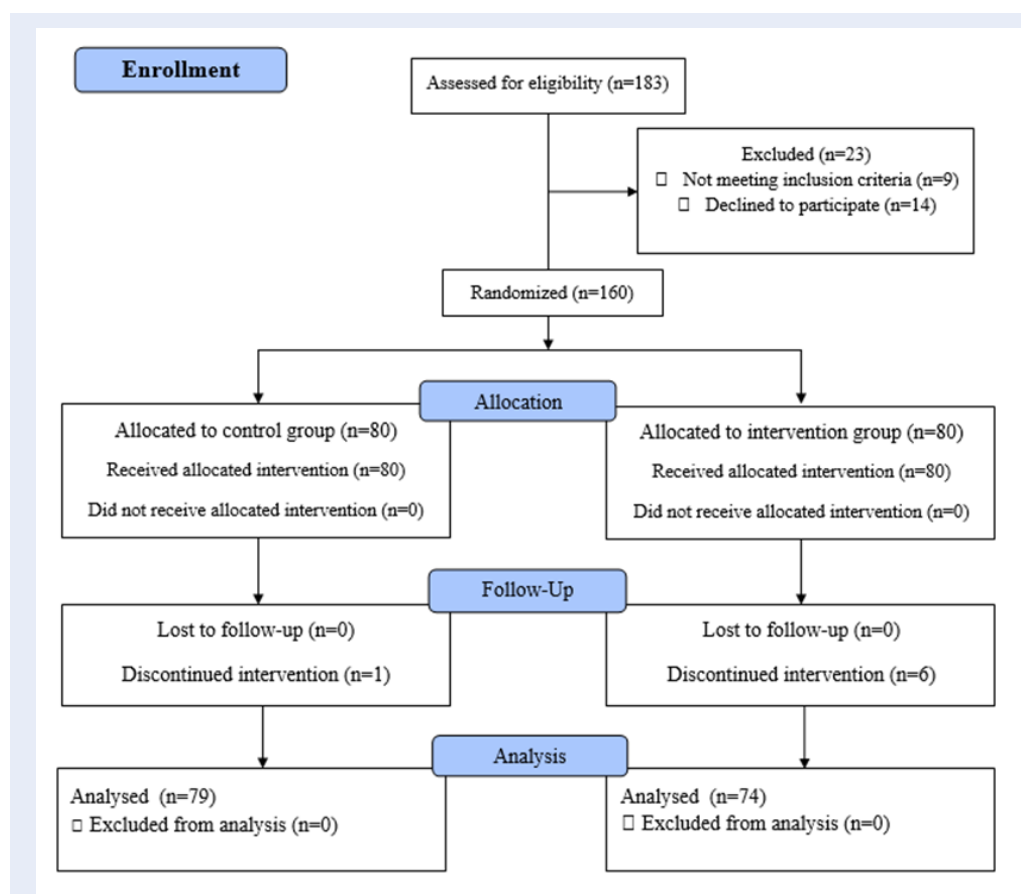 Enrollment
Assessed for eligibility (n=183)
Excluded (n=23)
□ Not meeting inclusion criteria (n=9)
□ Declined to participate (n=14)
Randomized (n=160)
Allocation
Allocated to control group (n=80)
Received allocated intervention (n=80)
Did not receive allocated intervention (n=0)
Allocated to intervention group (n=80)
Received allocated intervention (n=80)
Did not receive allocated intervention (n=0)
Follow-Up
Lost to follow-up (n=0)
Discontinued intervention (n=1)
Lost to follow-up (n=0)
Discontinued intervention (n=6)
Analysis
Analysed (n=79)
□ Excluded from analysis (n=0)
Analysed (n=74)
□ Excluded from analysis (n=0)